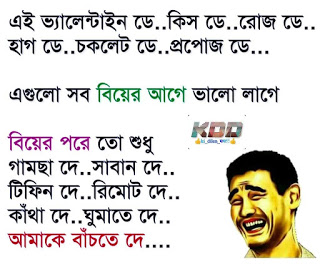 এই ভ্যালেন্টাইন ডে..কিস ডে..রোজ ডে..
হাগ ডে..চকলেট ডে..প্রপোজ ডে...
এগুলো সব বিয়ের আগে ভালো লাগে
KDD
বিয়ের পরে তো শুধু
গামছা দে..সাবান দে..
টিফিন দে..রিমোট দে..
কাঁথা দে..ঘুমাতে দে..
আমাকে বাঁচতে দে....